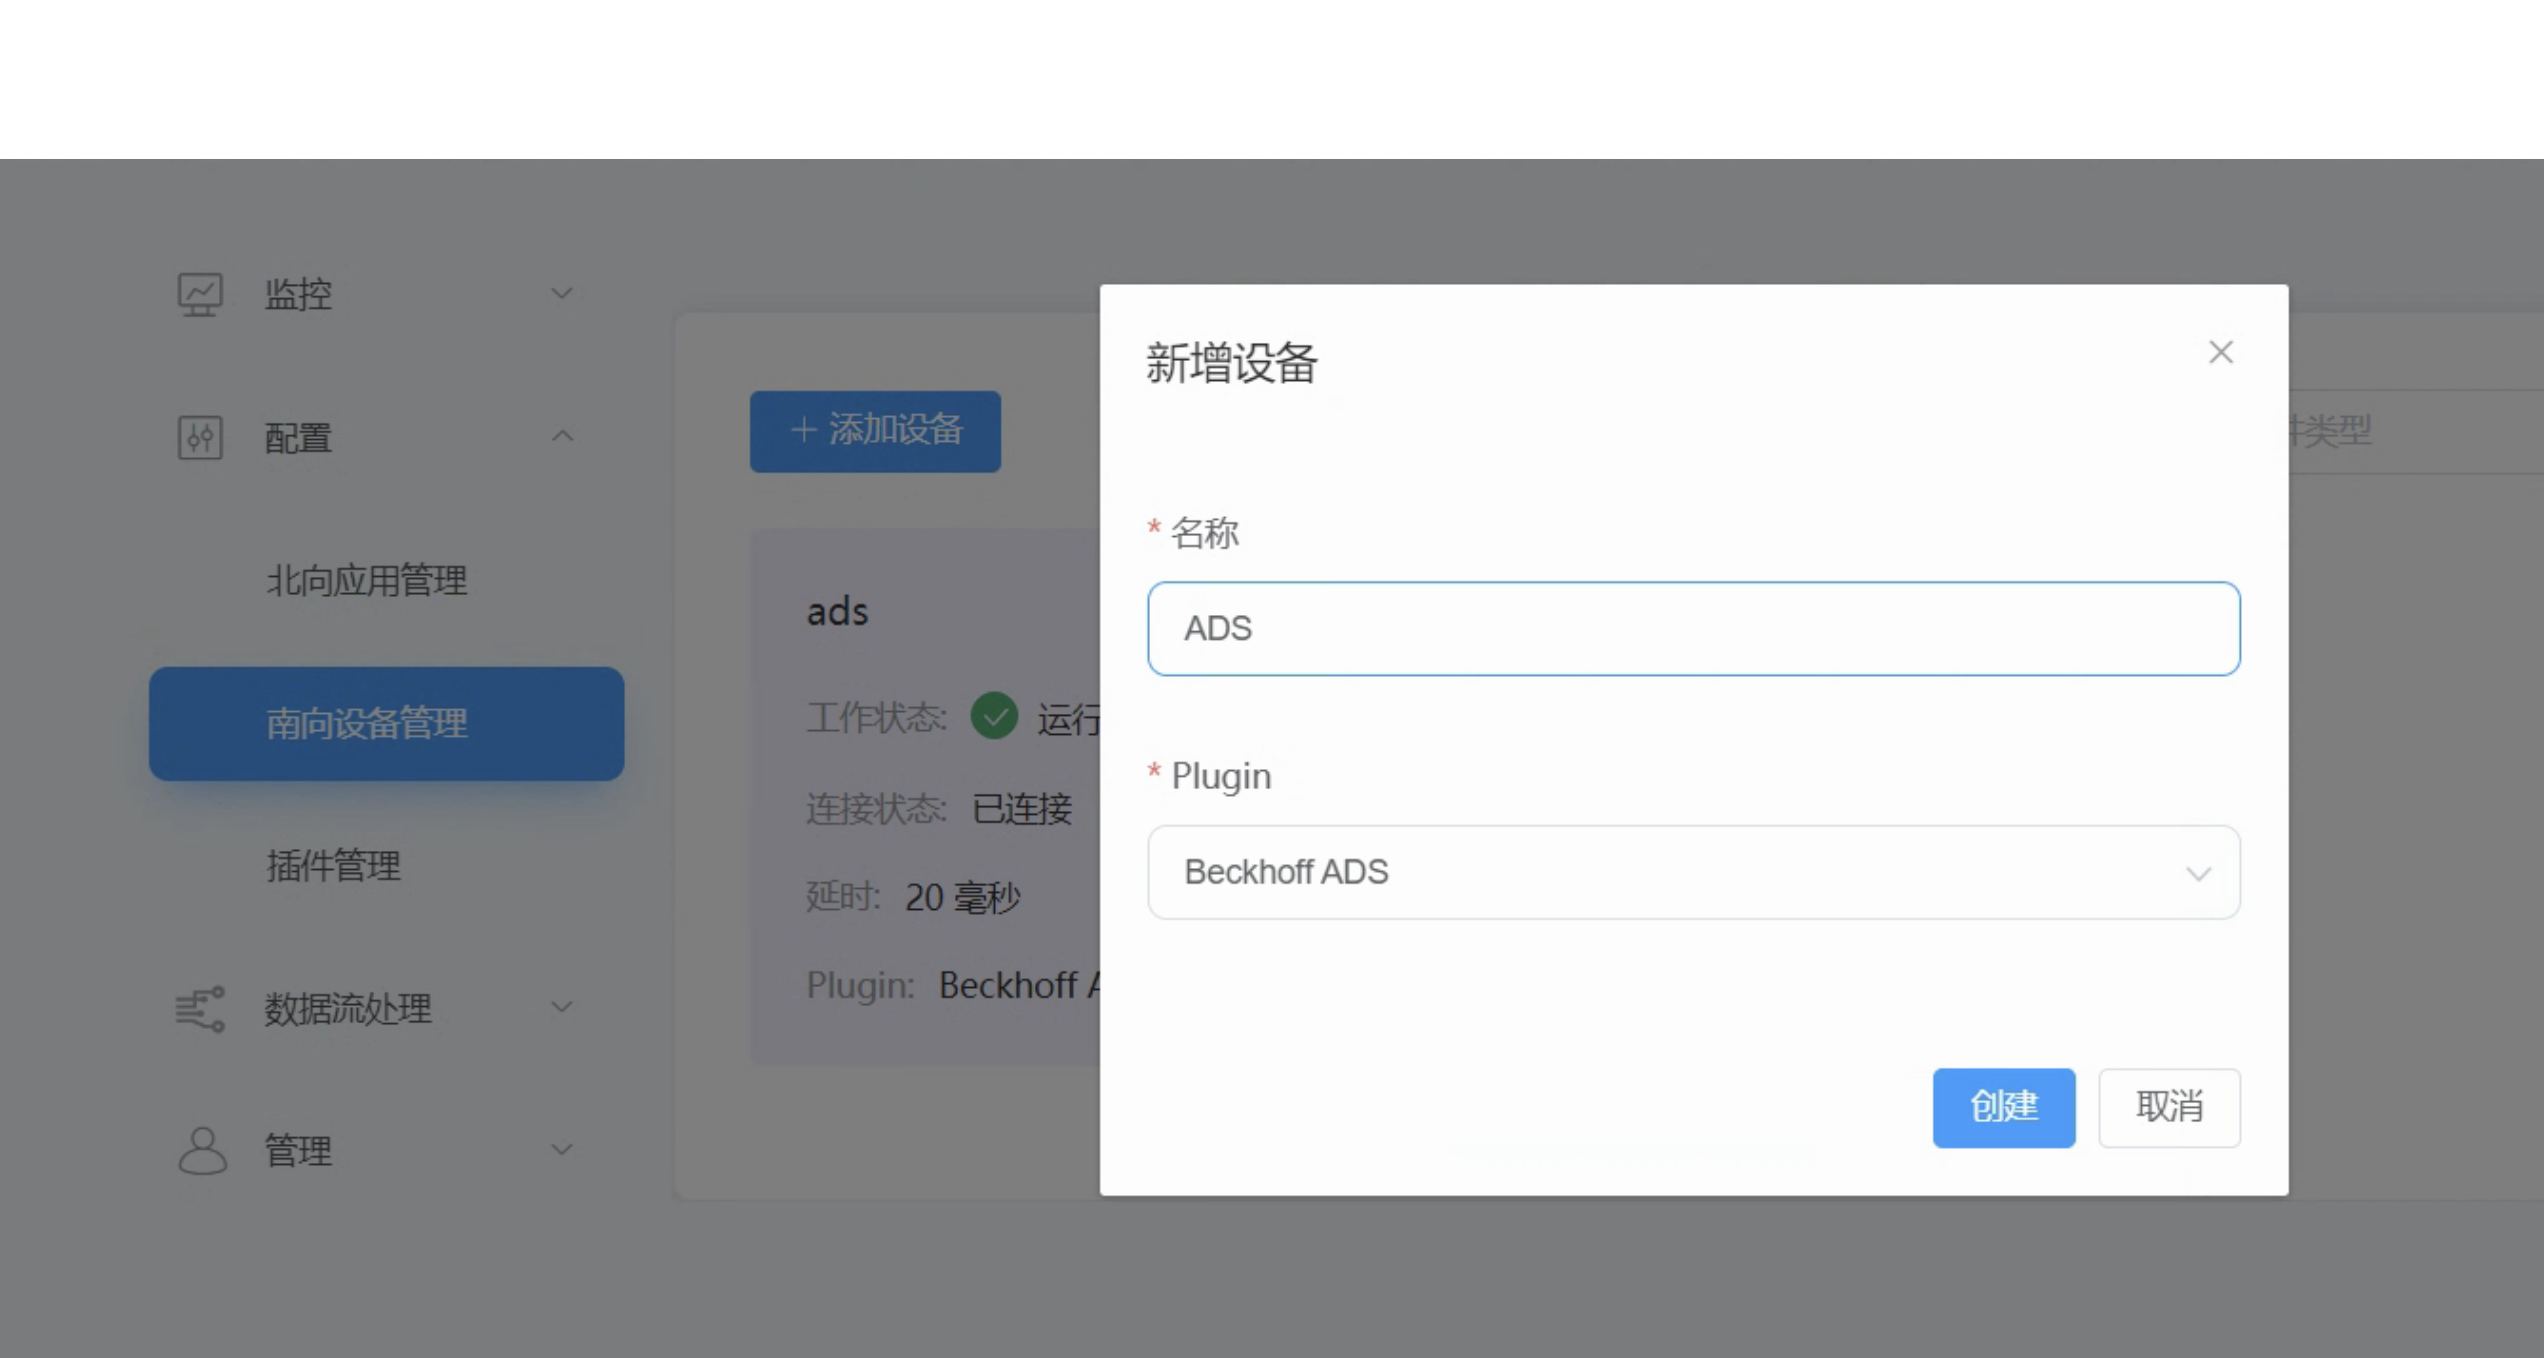 监控
配置
北向应用管理
南向设备管理
插件管理
数据流处理
管理
+ 添加设备
类型
ads
工作状态: 运行
连接状态: 已连接
延时: 20 毫秒
Plugin: Beckhoff
新增设备
* 名称
ADS
* Plugin
Beckhoff ADS
创建
取消